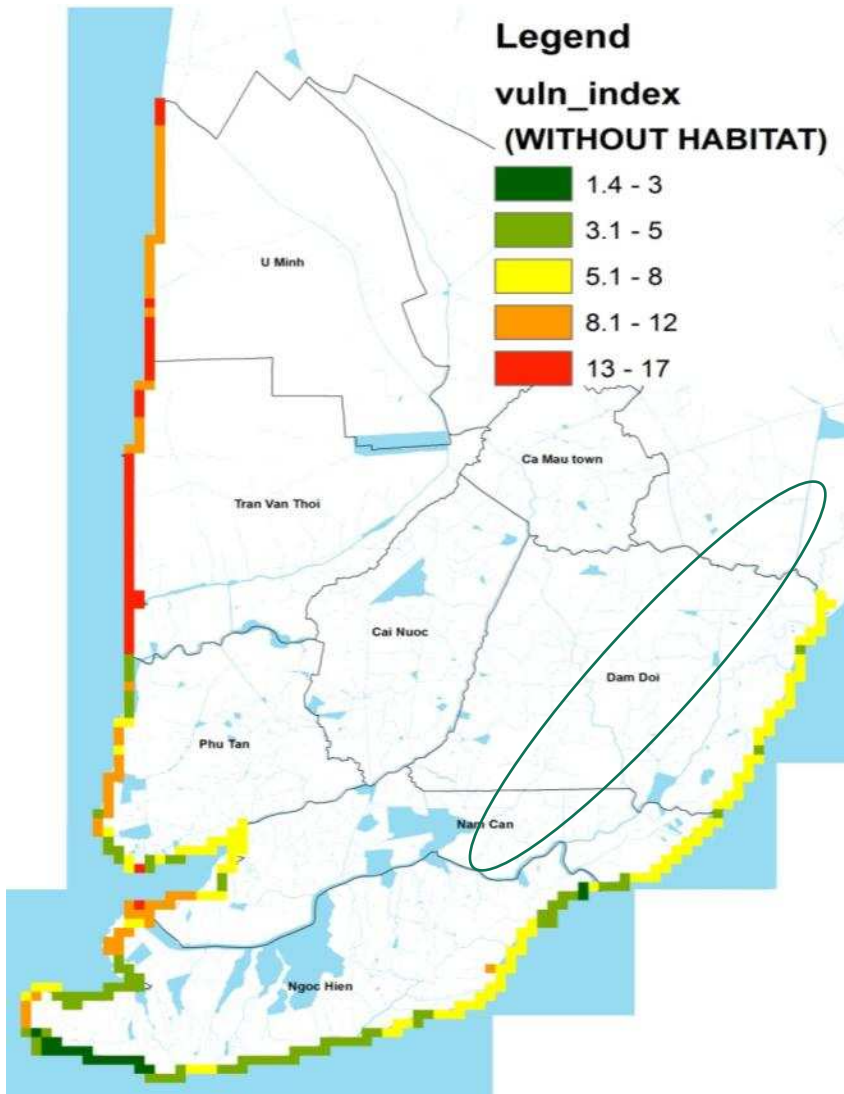 Legend
vuln_index
(WITHOUT HABITAT)
1.4 - 3
3.1 - 5
5.1 - 8
8.1 - 12
13 - 17
U Minh
Ca Mau town
Tran Van Thoi
Cai Nuoc
Dam Doi
Phu Tan
Nam Can
Ngoc Hien